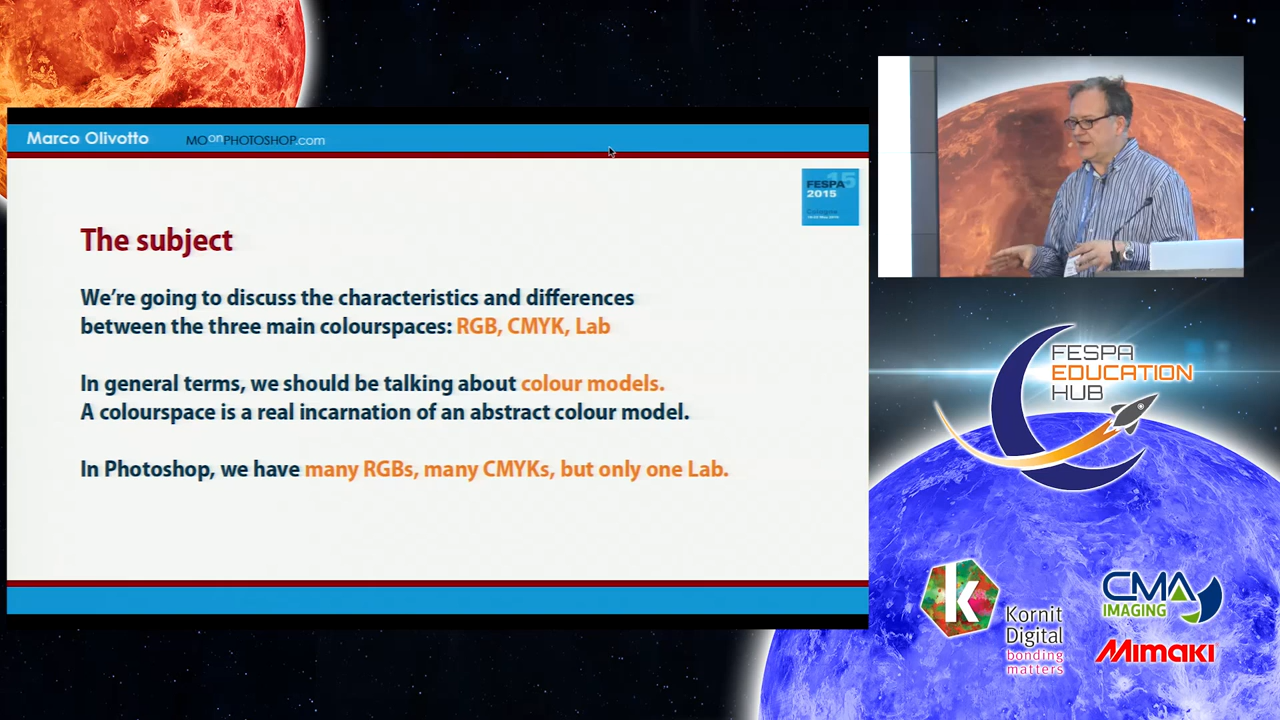 Marco Olivotto
MOonPHOTOSHOP.com
FESPA 15
2015
The subject
We're going to discuss the characteristics and differences
between the three main colourspaces: RGB, CMYK, Lab
In general terms, we should be talking about colour models.
A colourspace is a real incarnation of an abstract colour model.
In Photoshop, we have many RGBs, many CMYKs, but only one Lab.
FESPA
EDUCATION
HUB
k
Kornit
Digital
bonding
matters
CMA
IMAGING
Mimaki